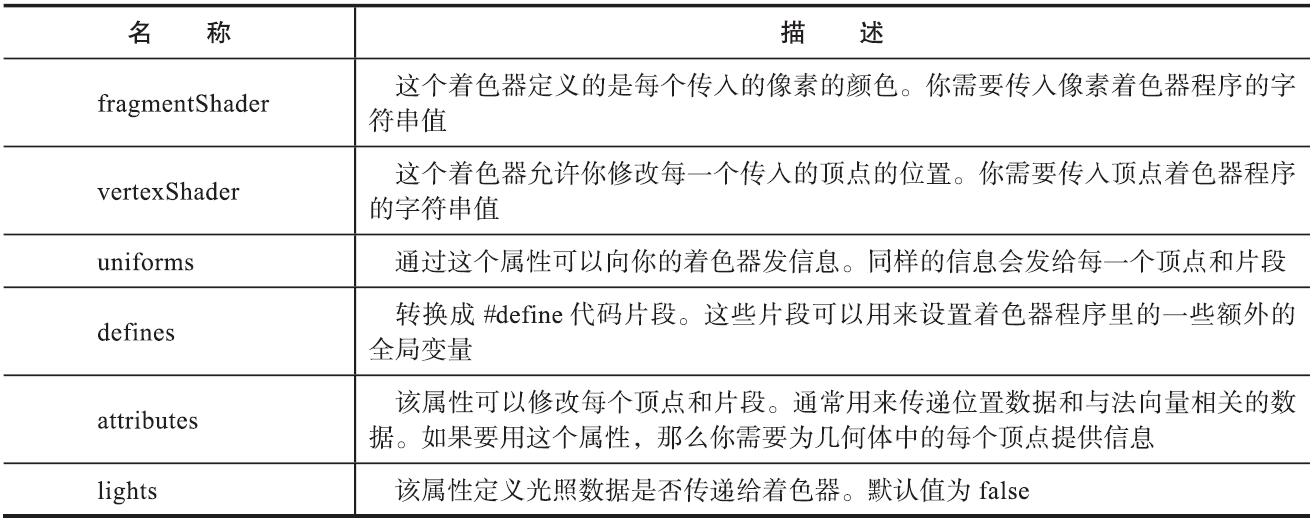 名 称 描 述
fragmentShader
这个着色器定义的是每个传入的像素的颜色。你需要传入像素着色器程序的字
符串值
vertexShader
这个着色器允许你修改每一个传入的顶点的位置。你需要传入顶点着色器程序
的字符串值
uniforms
通过这个属性可以向你的着色器发信息。同样的信息会发给每一个顶点和片段
defines
转换成 #define 代码片段。这些片段可以用来设置着色器程序里的一些额外的
全局变量
attributes
该属性可以修改每个顶点和片段。通常用来传递位置数据和与法向量相关的数
据。如果要用这个属性，那么你需要为几何体中的每个顶点提供信息
lights
该属性定义光照数据是否传递给着色器。默认值为 false